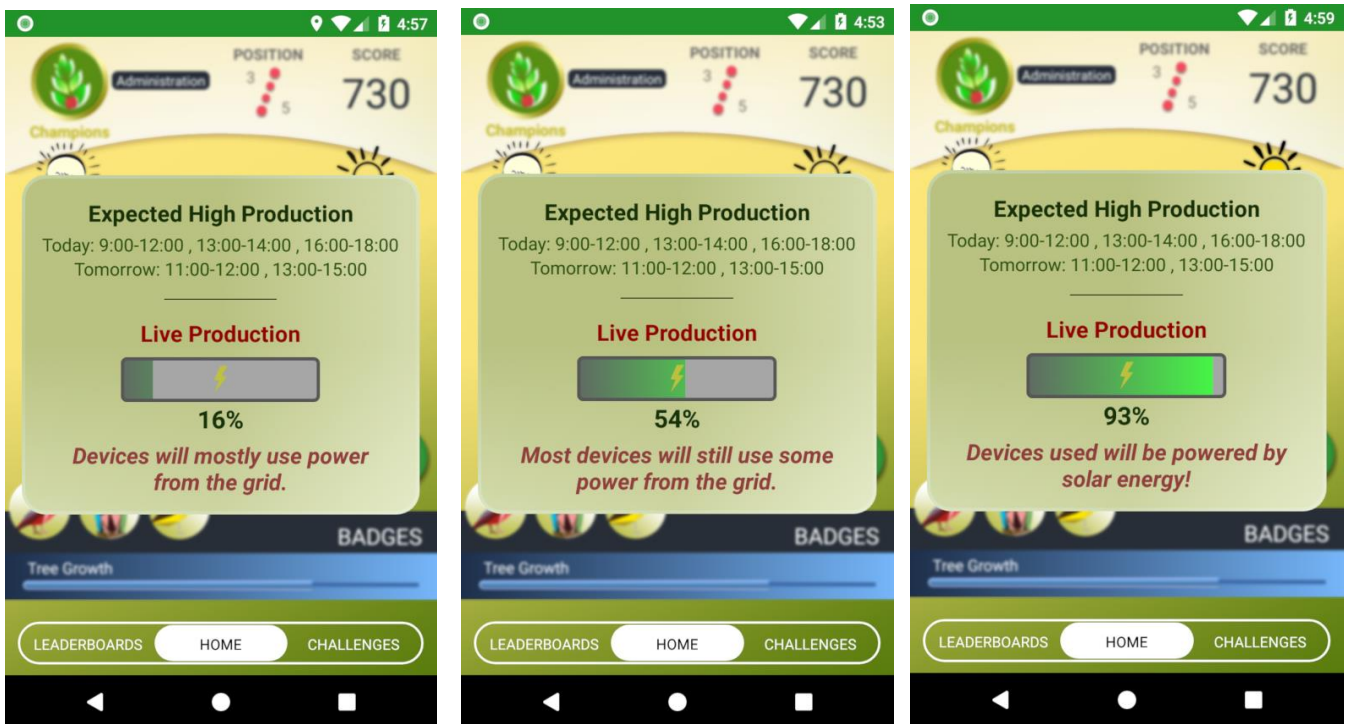 4:57
POSITION
SCORE
Administration
3
5
730
Champions
Expected High Production
Today: 9:00-12:00 , 13:00-14:00 , 16:00-18:00
Tomorrow: 11:00-12:00 , 13:00-15:00
Live Production
16%
Devices will mostly use power
from the grid.
BADGES
Tree Growth
LEADERBOARDS
HOME
CHALLENGES
4:53
POSITION
SCORE
Administration
3
5
730
Champions
Expected High Production
Today: 9:00-12:00 , 13:00-14:00 , 16:00-18:00
Tomorrow: 11:00-12:00 , 13:00-15:00
Live Production
54%
Most devices will still use some
power from the grid.
BADGES
Tree Growth
LEADERBOARDS
HOME
CHALLENGES
4:59
POSITION
SCORE
Administration
3
5
730
Champions
Expected High Production
Today: 9:00-12:00 , 13:00-14:00 , 16:00-18:00
Tomorrow: 11:00-12:00 , 13:00-15:00
Live Production
93%
Devices used will be powered by
solar energy!
BADGES
Tree Growth
LEADERBOARDS
HOME
CHALLENGES